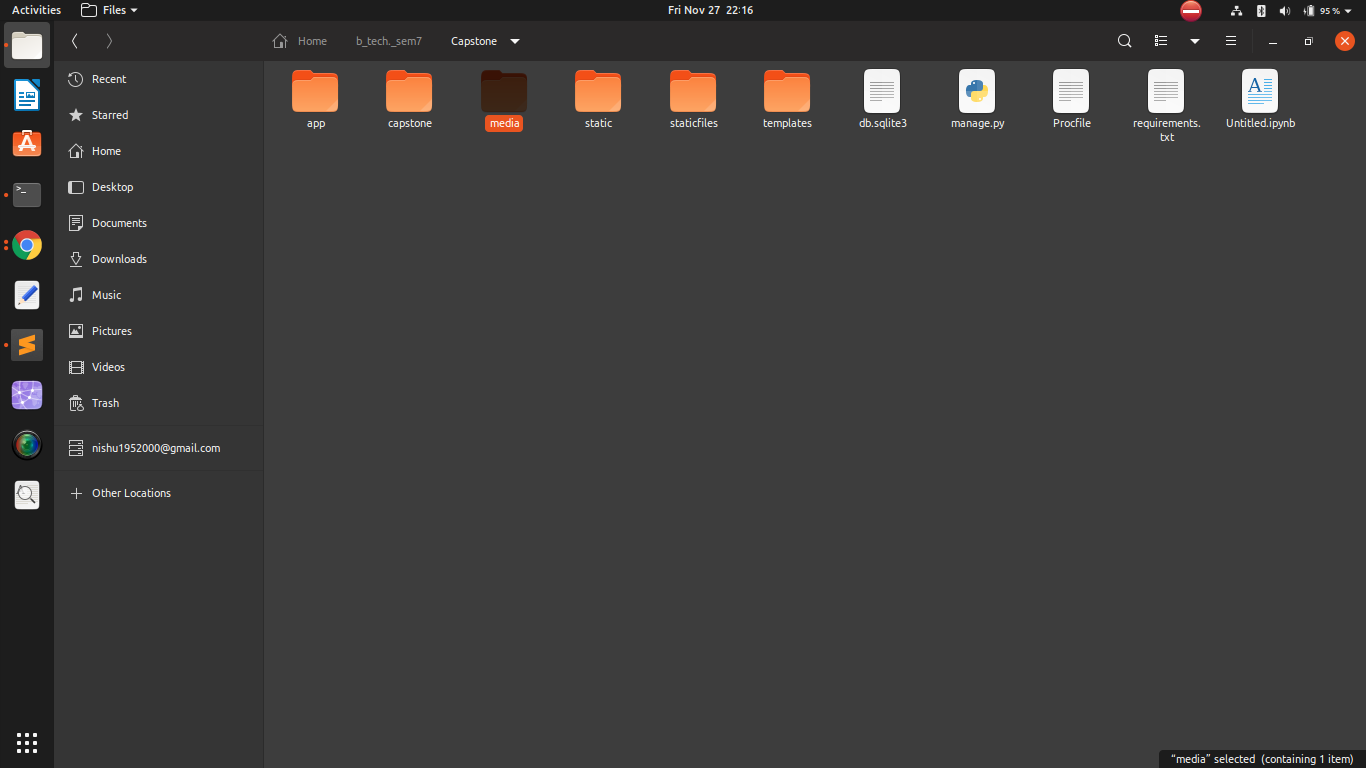 Activities Files Fri Nov 27 22:16 95 %
Home b_tech._sem7 Capstone
Recent
Starred
Home
Desktop
Documents
Downloads
Music
Pictures
Videos
Trash
nishu1952000@gmail.com
Other Locations
app capstone media static staticfiles templates db.sqlite3 manage.py Procfile requirements. Untitled.ipynb
txt
“media” selected (containing 1 item)